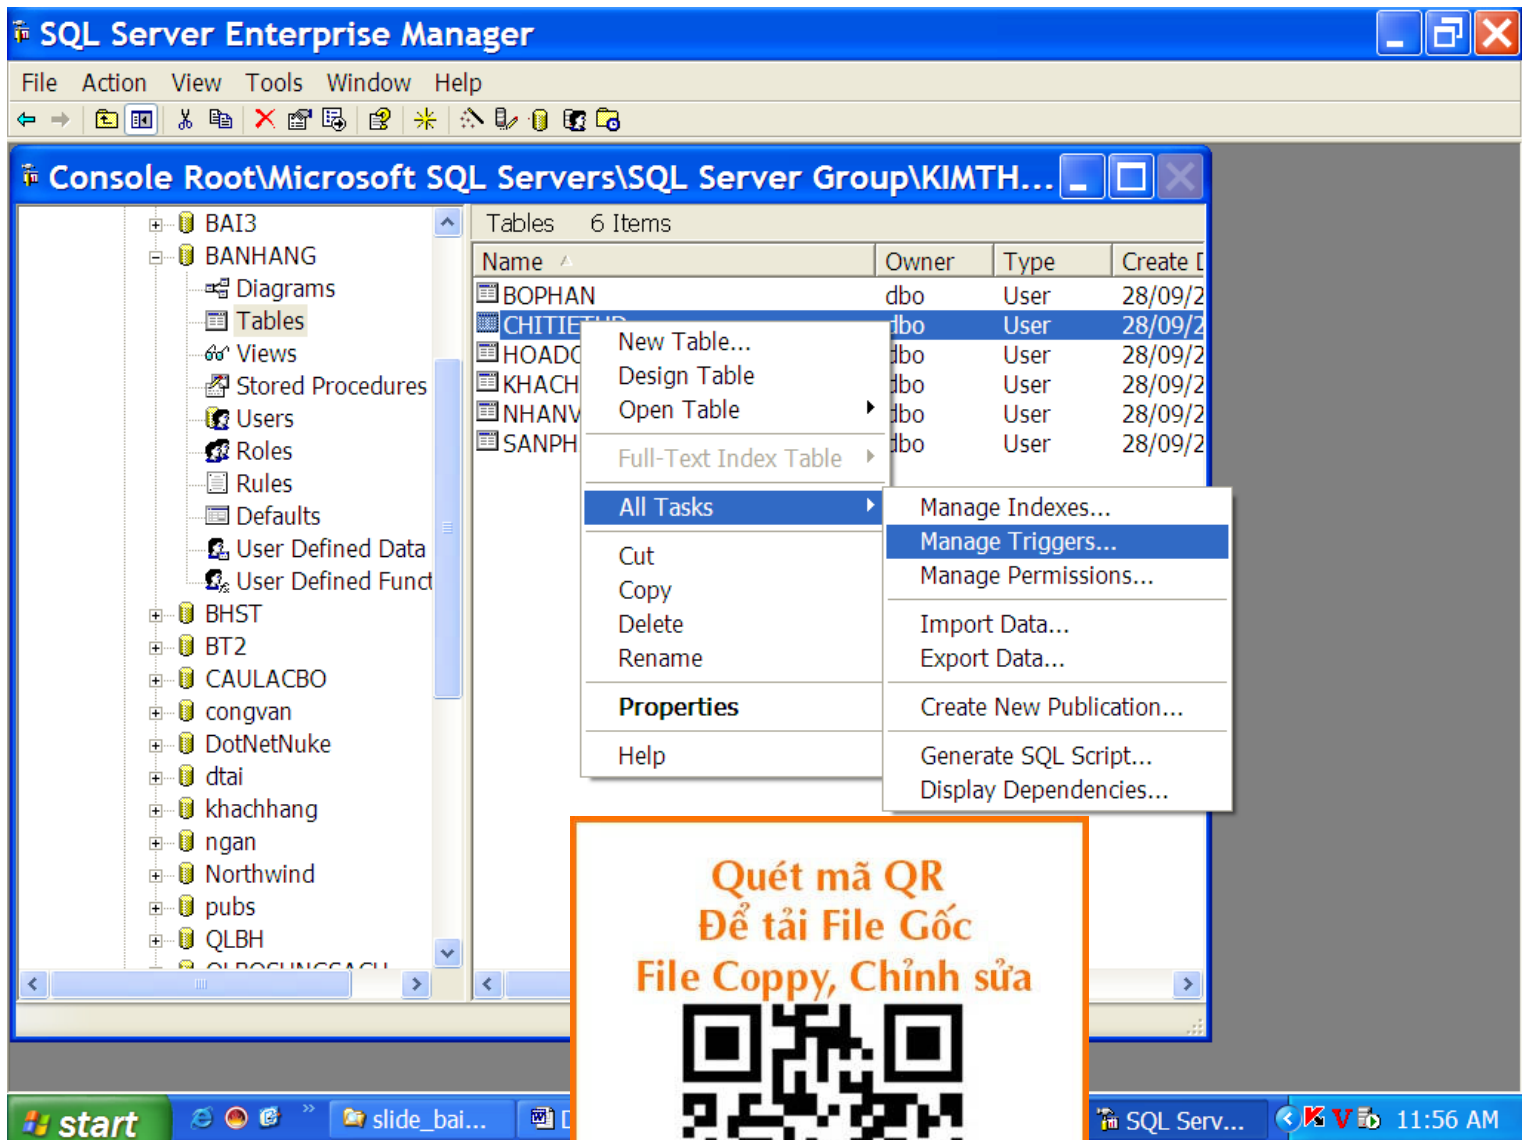 SQL Server Enterprise Manager
File Action View Tools Window Help
Console Root\Microsoft SQL Servers\SQL Server Group\KIMTH...
BAI3
BANHANG
Diagrams
Tables
Views
Stored Procedures
Users
Roles
Rules
Defaults
User Defined Data
User Defined Funct
BHST
BT2
CAULACBO
congvan
DotNetNuke
dtai
khachhang
ngan
Northwind
pubs
QLBH
Tables 6 Items
Name Owner Type Create D
BOPHAN dbo User 28/09/2
CHITIETHD dbo User 28/09/2
HOADO dbo User 28/09/2
KHACH dbo User 28/09/2
NHANV dbo User 28/09/2
SANPH dbo User 28/09/2
New Table...
Design Table
Open Table
Full-Text Index Table
All Tasks
Cut
Copy
Delete
Rename
Properties
Help
Manage Indexes...
Manage Triggers...
Manage Permissions...
Import Data...
Export Data...
Create New Publication...
Generate SQL Script...
Display Dependencies...
Quét mã QR
Để tải File Gốc
File Coppy, Chỉnh sửa
start slide_bai... D SQL Serv... 11:56 AM